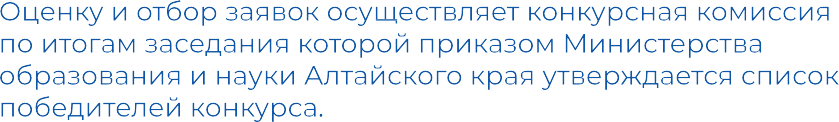 Оценку и отбор заявок осуществляет конкурсная комиссия
по итогам заседания которой приказом Министерства
образования и науки Алтайского края утверждается список
победителей конкурса.